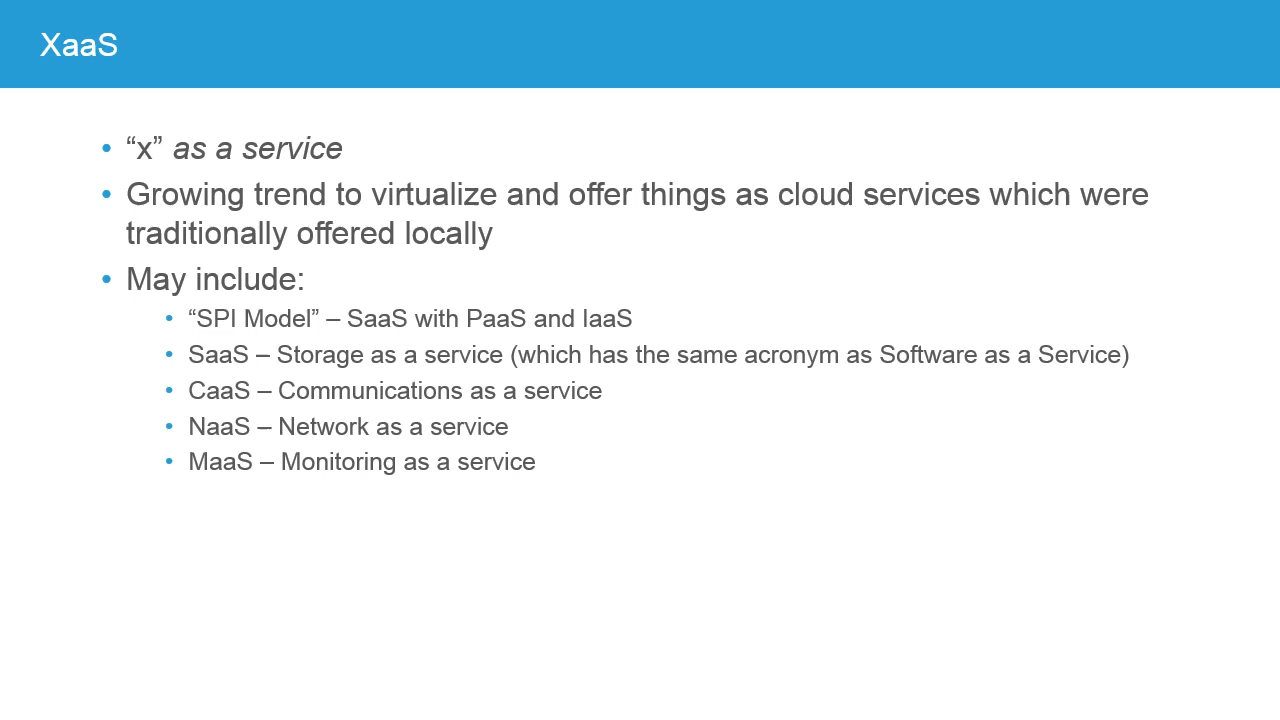 XaaS
• “x” as a service
• Growing trend to virtualize and offer things as cloud services which were
traditionally offered locally
• May include:
• “SPI Model” – SaaS with PaaS and IaaS
• SaaS – Storage as a service (which has the same acronym as Software as a Service)
• CaaS – Communications as a service
• NaaS – Network as a service
• MaaS – Monitoring as a service